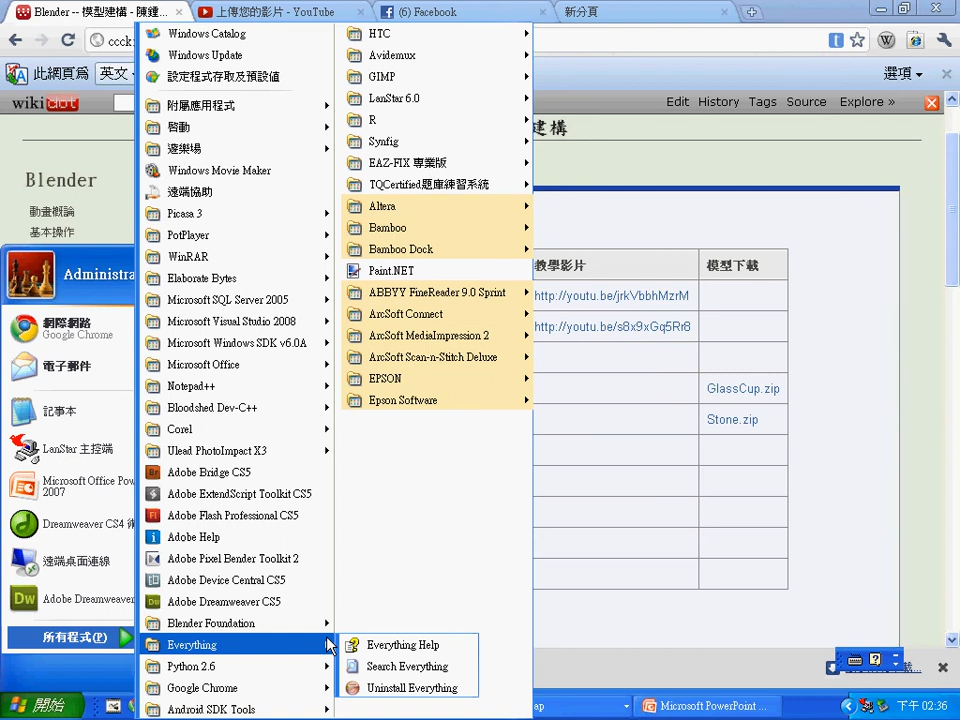 Blender -- 模型建構 - 陳鍾...
上傳您的影片 - YouTube
(6) Facebook
新分頁
ccckı
此網頁為
英文
選項
wikidot
Edit
History
Tags
Source
Explore »
建構
Blender
動畫概論
基本操作
教學影片
模型下載
http://youtu.be/jrkVbbhMzrM
http://youtu.be/s8x9xGq5Rr8
GlassCup.zip
Stone.zip
Administra
網際網路
Google Chrome
電子郵件
記事本
LanStar 主控端
Microsoft Office Pow
2007
Dreamweaver CS4 術
遠端桌面連線
Adobe Dreamweaver
所有程式(P)
Windows Catalog
Windows Update
設定程式存取及預設值
附屬應用程式
啟動
遊樂場
Windows Movie Maker
遠端協助
Picasa 3
PotPlayer
WinRAR
Elaborate Bytes
Microsoft SQL Server 2005
Microsoft Visual Studio 2008
Microsoft Windows SDK v6.0A
Microsoft Office
Notepad++
Bloodshed Dev-C++
Corel
Ulead PhotoImpact X3
Adobe Bridge CS5
Adobe ExtendScript Toolkit CS5
Adobe Flash Professional CS5
Adobe Help
Adobe Pixel Bender Toolkit 2
Adobe Device Central CS5
Adobe Dreamweaver CS5
Blender Foundation
Everything
Python 2.6
Google Chrome
Android SDK Tools
HTC
Avidemux
GIMP
LanStar 6.0
R
Synfig
EAZ-FIX 專業版
TQCertified題庫練習系統
Altera
Bamboo
Bamboo Dock
Paint.NET
ABBYY FineReader 9.0 Sprint
ArcSoft Connect
ArcSoft MediaImpression 2
ArcSoft Scan-n-Stitch Deluxe
EPSON
Epson Software
Everything Help
Search Everything
Uninstall Everything
開始
ap
Microsoft PowerPoint ...
下午 02:36